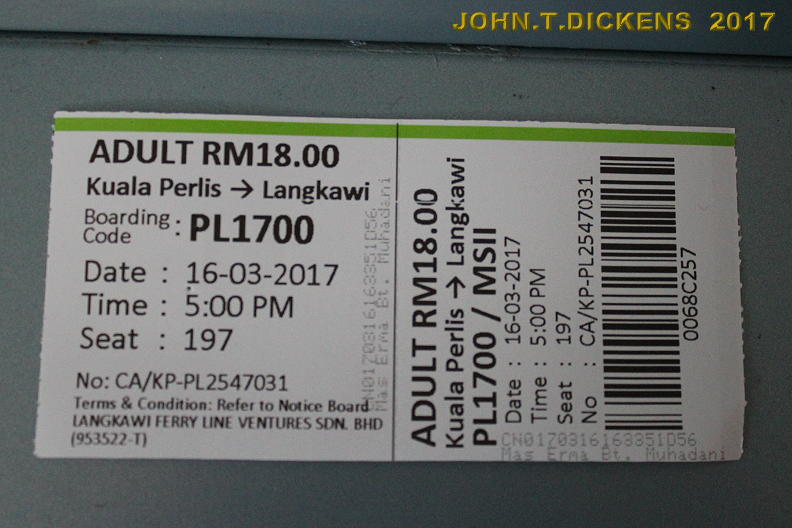 JOHN.T.DICKENS 2017
ADULT RM18.00
Kuala Perlis → Langkawi
Boarding Code : PL1700
Date : 16-03-2017
Time : 5:00 PM
Seat : 197
No: CA/KP-PL2547031
Terms & Condition: Refer to Notice Board
LANGKAWI FERRY LINE VENTURES SDN. BHD
(953522-T)
CN0170316163351D56
Mas Erma Bt. Muhadani
ADULT RM18.00
Kuala Perlis → Langkawi
PL1700 / MSII
Date : 16-03-2017
Time : 5:00 PM
Seat : 197
No : CA/KP-PL2547031
0068C257
CN0170316163351D56
Mas Erma Bt. Muhadani